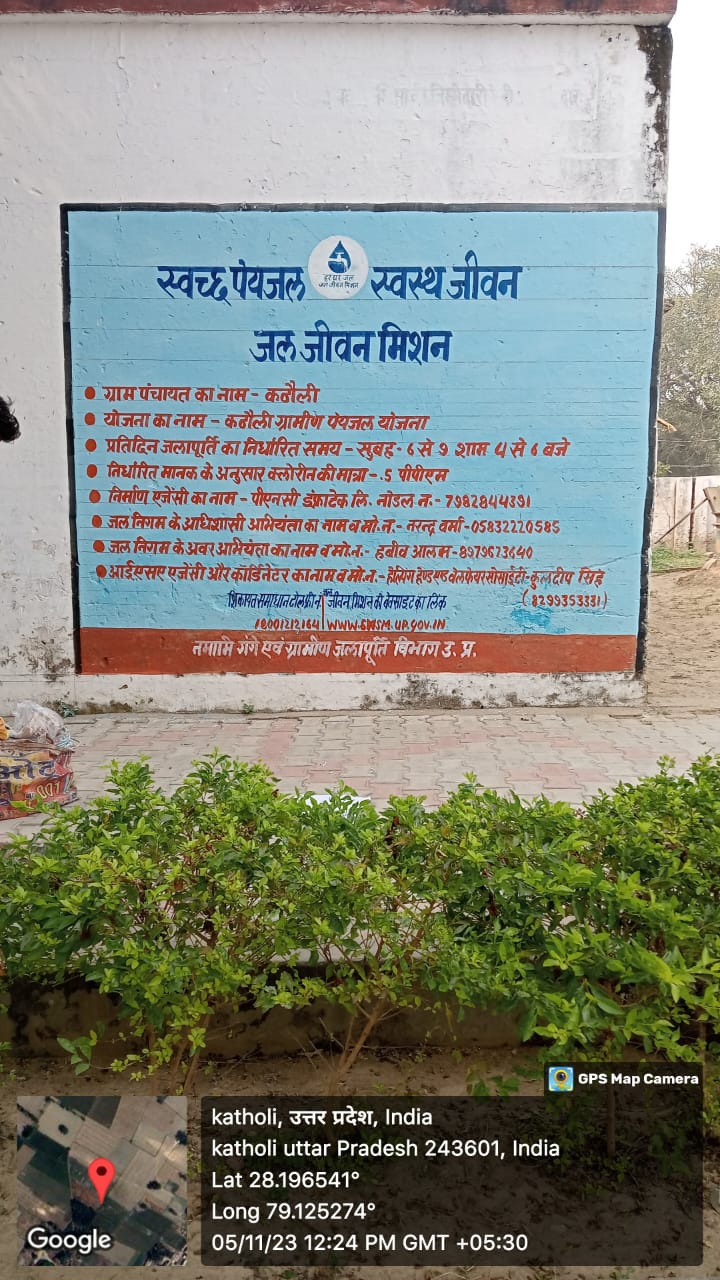 स्वच्छ पेयजल स्वस्थ जीवन
हर घर जल
जल जीवन मिशन
जल जीवन मिशन
● ग्राम पंचायत का नाम - कठौली
● योजना का नाम - कठौली ग्रामीण पेयजल योजना
● प्रतिदिन जलापूर्ति का निर्धारित समय - सुबह- 6 से 9 शाम 4 से 6 बजे
● निर्धारित मानक के अनुसार क्लोरीन की मात्रा - .5 पीपीएम
● निर्माण एजेंसी का नाम - पीएनसी इंफ्राटेक लि. नोडल न.- 7982844391
● जल निगम के अधिशासी अभियंता का नाम व मो.न.- नरेन्द्र वर्मा -05832220585
● जल निगम के अवर अभियंता का नाम व मो.न.- हबीव आलम-8979673640
● आईएसए एजेंसी और कॉर्डिनेटर का नाम व मो.न.- हैल्पिंग हैण्ड एण्ड वेलफेयर सोसाईटी- कुलदीप सिंह
(8299353331)
शिकायत समाधान टोल फ्री नं. जल जीवन मिशन की वेबसाइट का लिंक
18001212164 WWW.SWSM.UP.GOV.IN
नमामि गंगे एवं ग्रामीण जलापूर्ति विभाग उ. प्र.
GPS Map Camera
katholi, उत्तर प्रदेश, India
katholi uttar Pradesh 243601, India
Lat 28.196541°
Long 79.125274°
05/11/23 12:24 PM GMT +05:30
Google